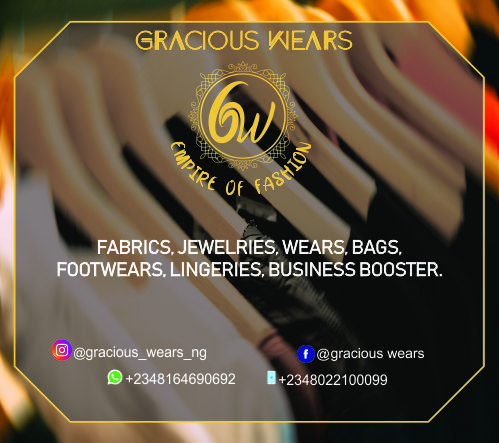 GRACIOUS WEARS
GW
EMPIRE OF FASHION
FABRICS, JEWELRIES, WEARS, BAGS,
FOOTWEARS, LINGERIES, BUSINESS BOOSTER.
@gracious_wears_ng
@gracious wears
+2348164690692
+2348022100099